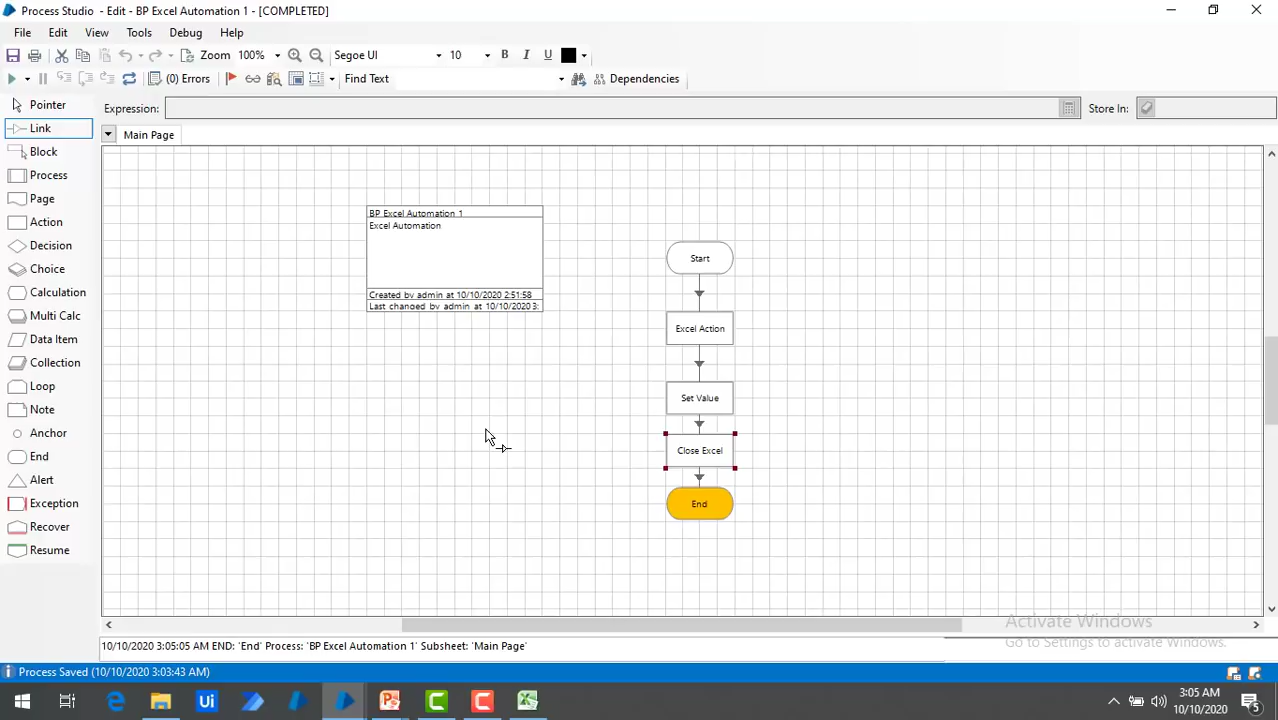 Process Studio - Edit - BP Excel Automation 1 - [COMPLETED]
File Edit View Tools Debug Help
Zoom 100% Segoe UI 10 B I U
(0) Errors Find Text Dependencies
Expression: Store In:
Main Page
Pointer
Link
Block
Process
Page
Action
Decision
Choice
Calculation
Multi Calc
Data Item
Collection
Loop
Note
Anchor
End
Alert
Exception
Recover
Resume
BP Excel Automation 1
Excel Automation
Created by admin at 10/10/2020 2:51:58
Last changed by admin at 10/10/2020 3:
Start
Excel Action
Set Value
Close Excel
End
Activate Windows
Go to Settings to activate Windows.
10/10/2020 3:05:05 AM END: 'End' Process: 'BP Excel Automation 1' Subsheet: 'Main Page'
Process Saved (10/10/2020 3:03:43 AM)
Ui
3:05 AM
10/10/2020
5